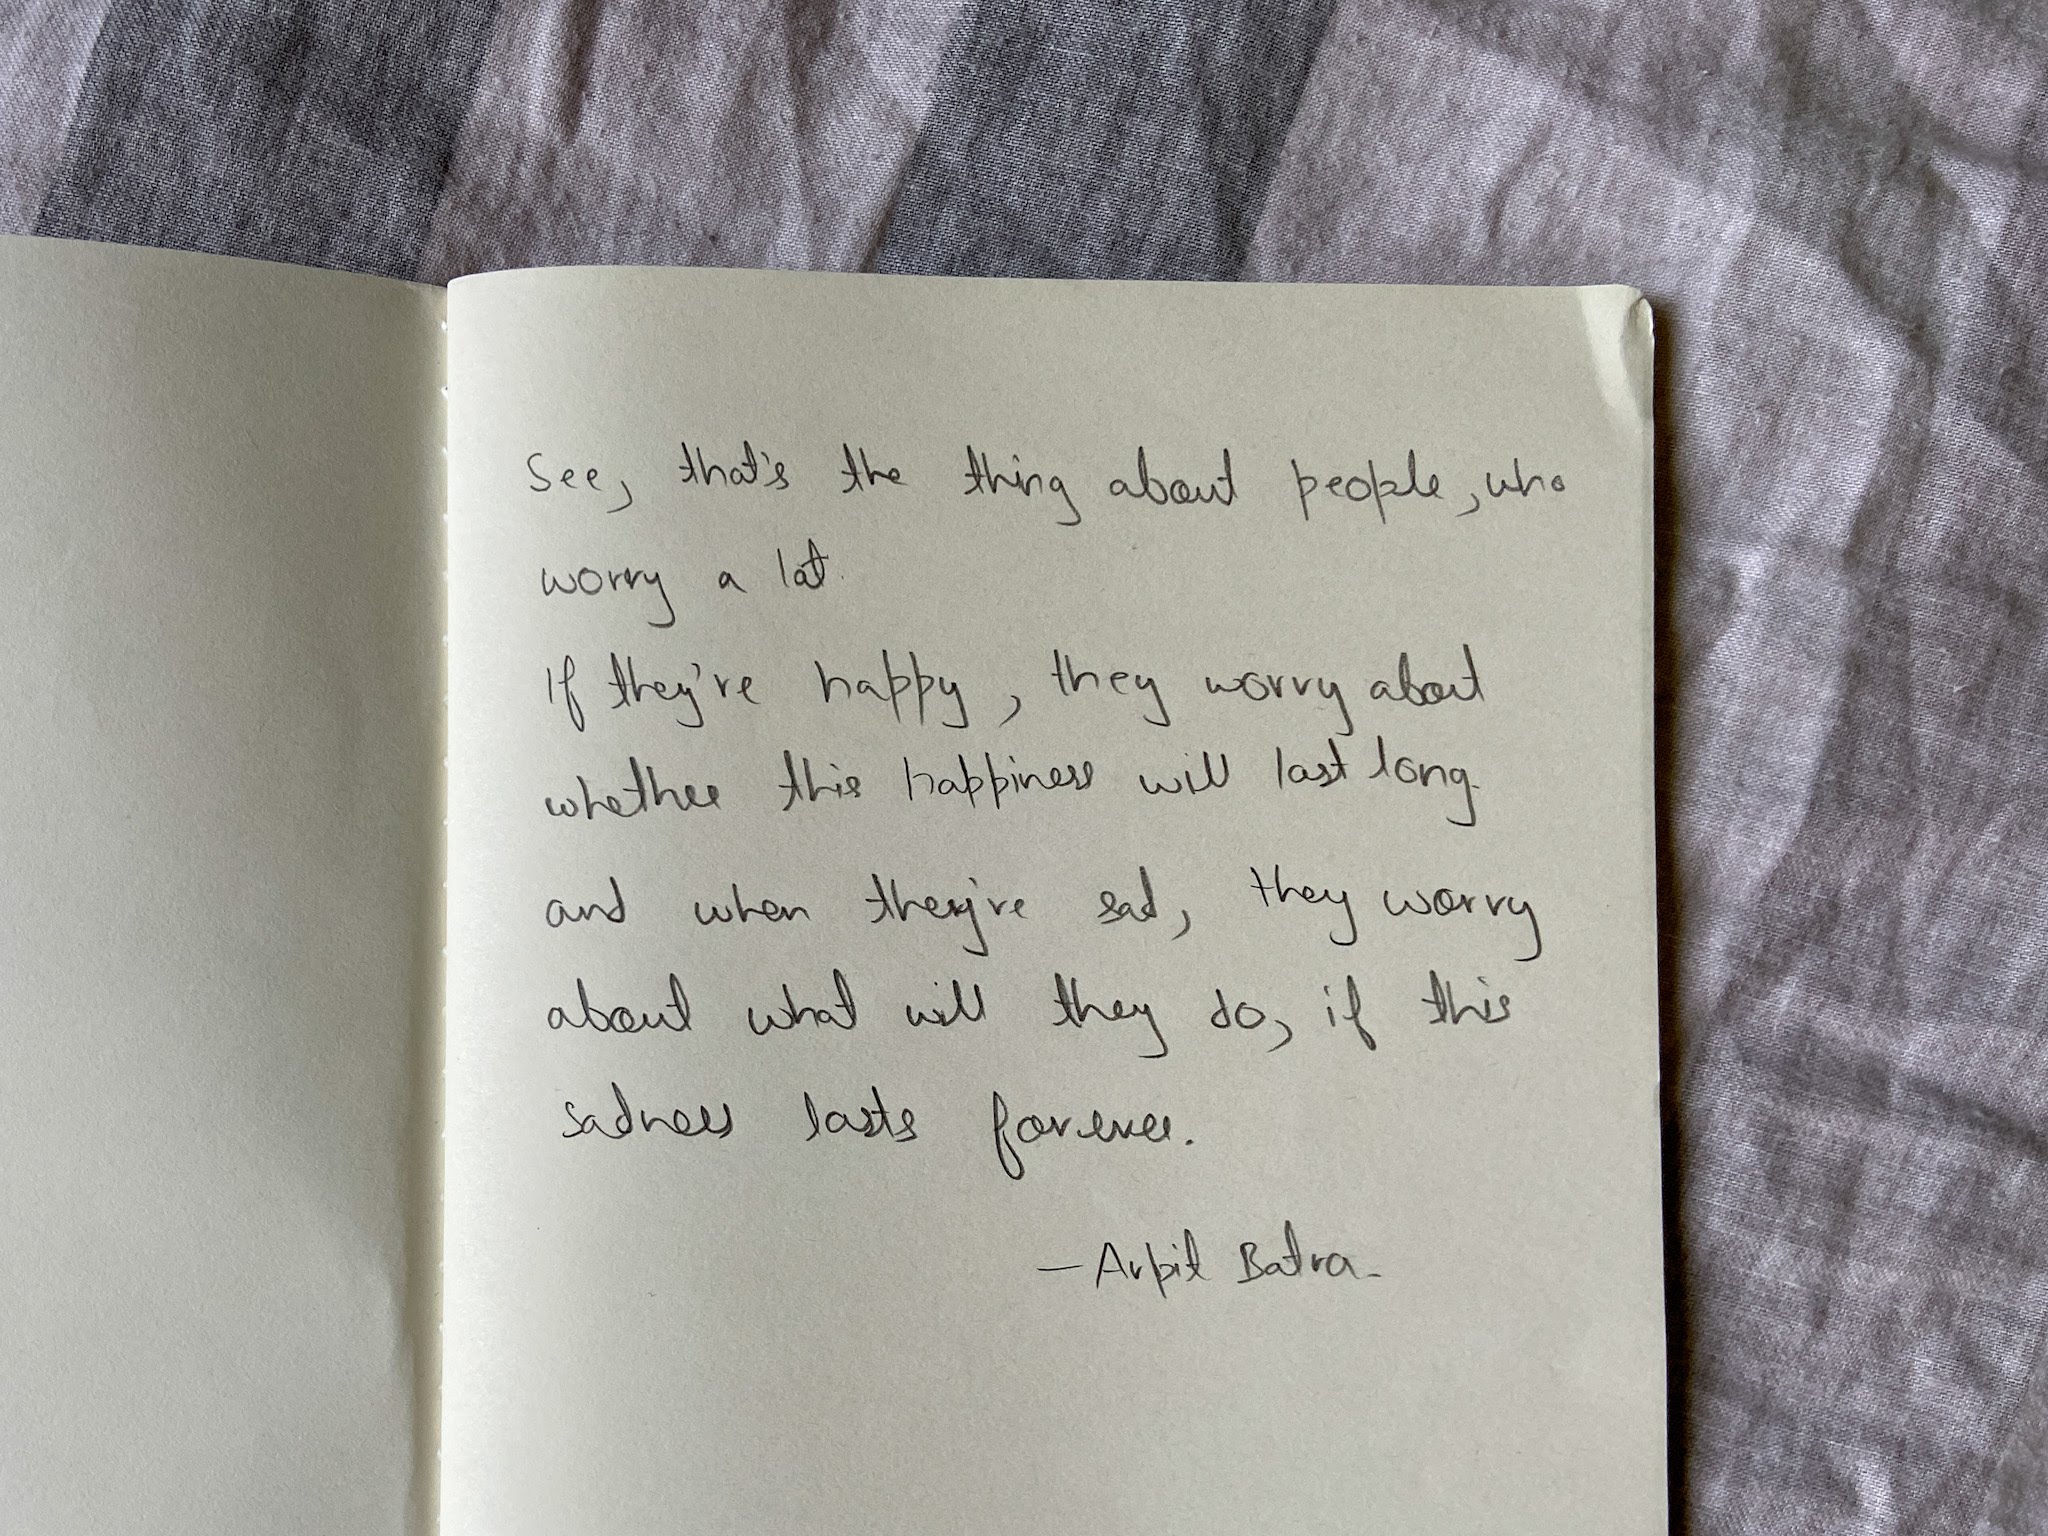 See, that's the thing about people, who
worry a lot.
If they're happy, they worry about
whether this happiness will last long.
and when they're sad, they worry
about what will they do, if this
sadness lasts forever.
– Arpit Batra.